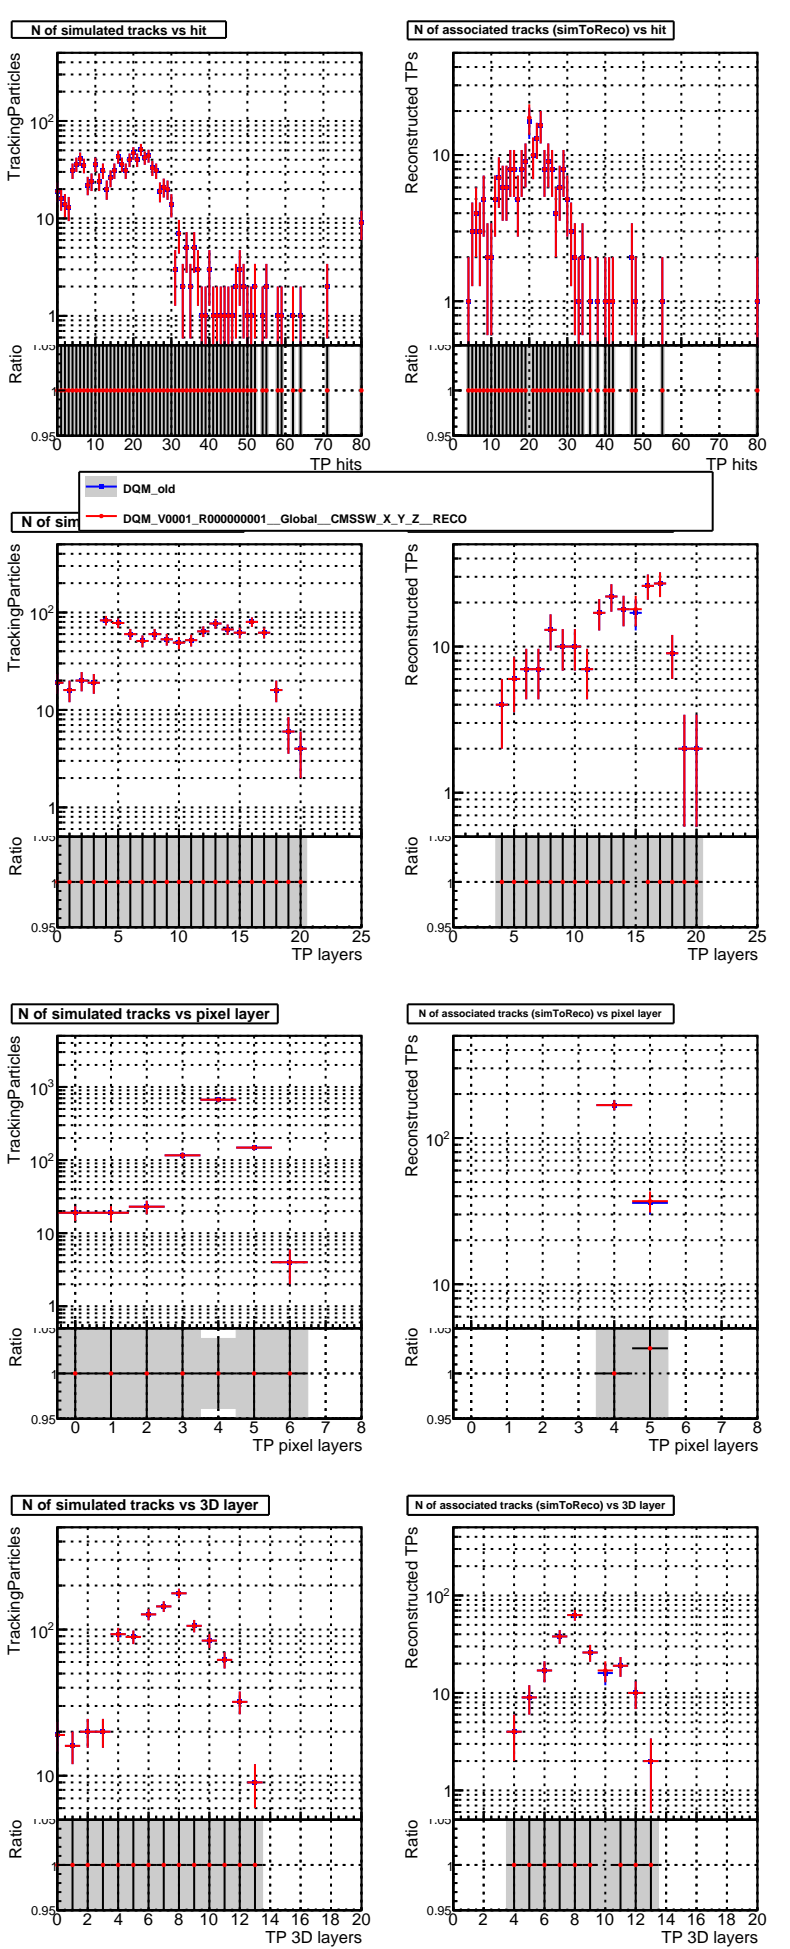 N of simulated tracks vs hit
N of associated tracks (simToReco) vs hit
TrackingParticles
10²
10
1
Reconstructed TPs
10
1
Ratio
1.05
1
0.95
0 10 20 30 40 50 60 70 80
TP hits
Ratio
1.05
1
0.95
0 10 20 30 40 50 60 70 80
TP hits
DQM_old
DQM_V0001_R000000001__Global__CMSSW_X_Y_Z__RECO
N of sim
TrackingParticles
10²
10
1
Reconstructed TPs
10
1
Ratio
1.05
1
0.95
0 5 10 15 20 25
TP layers
Ratio
1.05
1
0.95
0 5 10 15 20 25
TP layers
N of simulated tracks vs pixel layer
N of associated tracks (simToReco) vs pixel layer
TrackingParticles
10³
10²
10
1
Reconstructed TPs
10²
10
Ratio
1.05
1
0.95
0 1 2 3 4 5 6 7 8
TP pixel layers
Ratio
1.05
1
0.95
0 1 2 3 4 5 6 7 8
TP pixel layers
N of simulated tracks vs 3D layer
N of associated tracks (simToReco) vs 3D layer
TrackingParticles
10²
10
Reconstructed TPs
10²
10
1
Ratio
1.05
1
0.95
0 2 4 6 8 10 12 14 16 18 20
TP 3D layers
Ratio
1.05
1
0.95
0 2 4 6 8 10 12 14 16 18 20
TP 3D layers